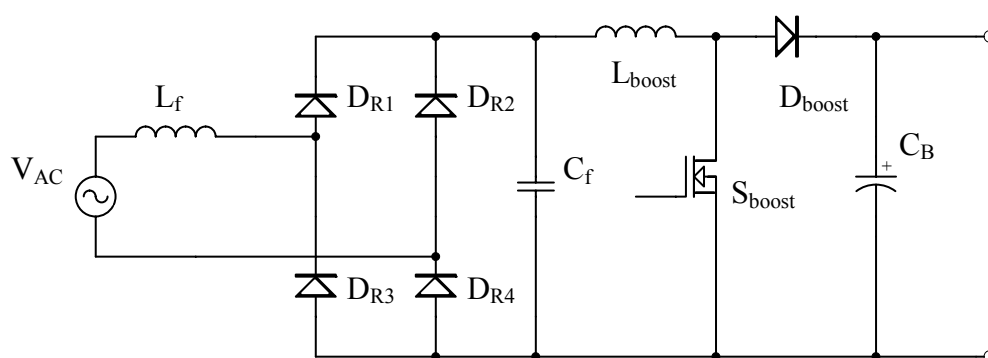 L_f
V_AC
D_R1
D_R2
D_R3
D_R4
C_f
L_boost
S_boost
D_boost
C_B
+